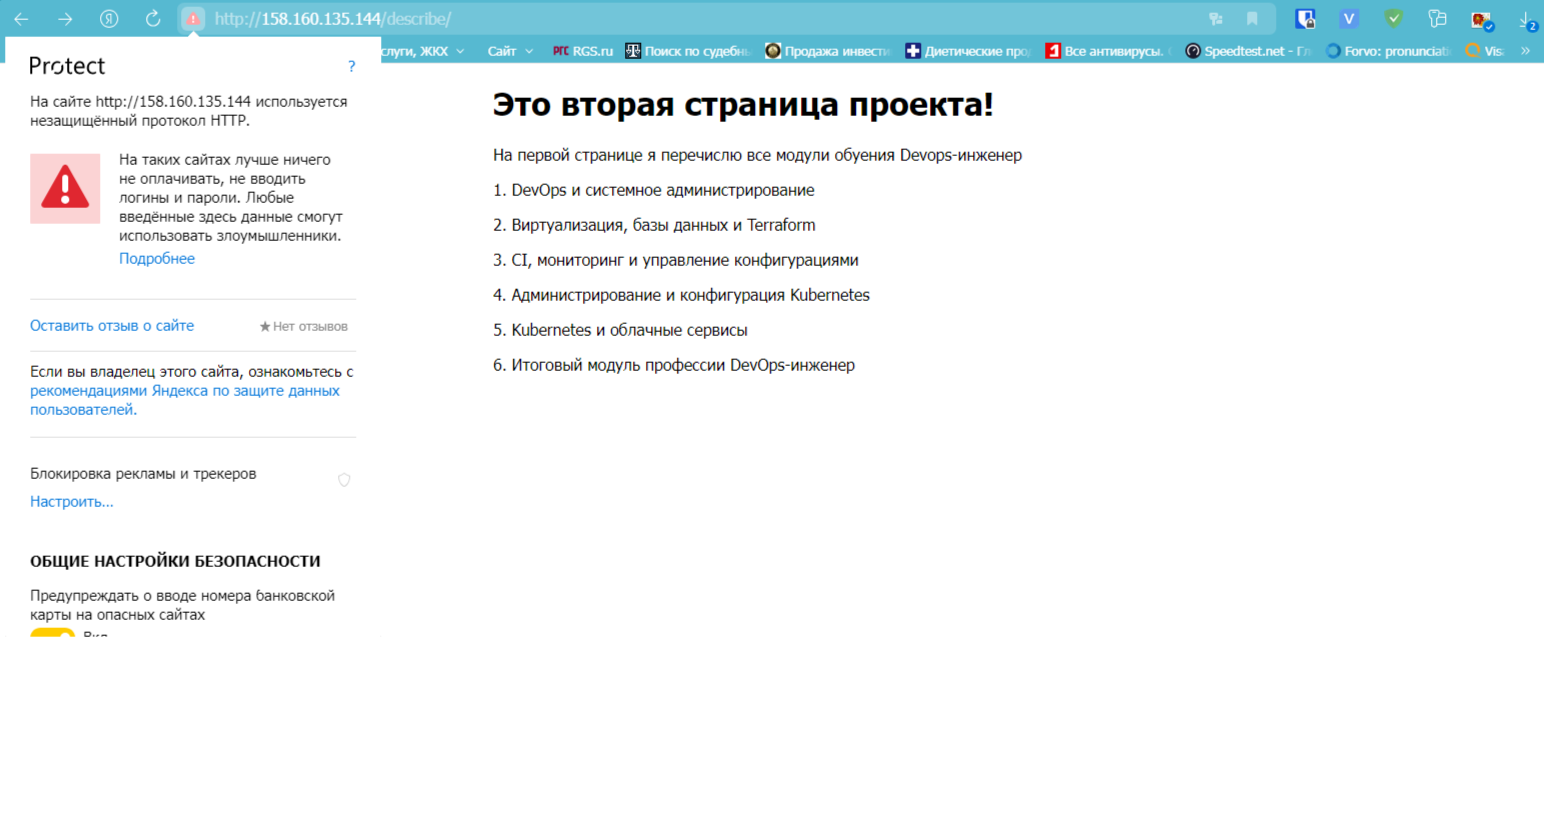 http://158.160.135.144/describe/
2
слуги, ЖКХ
Сайт
РГС RGS.ru
Поиск по судебн
Продажа инвести
Диетические про
Все антивирусы.
Speedtest.net - Гл
Forvo: pronunciati
Vis
»
Protect
?
На сайте http://158.160.135.144 используется
незащищённый протокол HTTP.
На таких сайтах лучше ничего
не оплачивать, не вводить
логины и пароли. Любые
введённые здесь данные смогут
использовать злоумышленники.
Подробнее
Оставить отзыв о сайте
Нет отзывов
Если вы владелец этого сайта, ознакомьтесь с
рекомендациями Яндекса по защите данных
пользователей.
Блокировка рекламы и трекеров
Настроить...
ОБЩИЕ НАСТРОЙКИ БЕЗОПАСНОСТИ
Предупреждать о вводе номера банковской
карты на опасных сайтах
Вкл
Это вторая страница проекта!
На первой странице я перечислю все модули обуения Devops-инженер
1. DevOps и системное администрирование
2. Виртуализация, базы данных и Terraform
3. CI, мониторинг и управление конфигурациями
4. Администрирование и конфигурация Kubernetes
5. Kubernetes и облачные сервисы
6. Итоговый модуль профессии DevOps-инженер